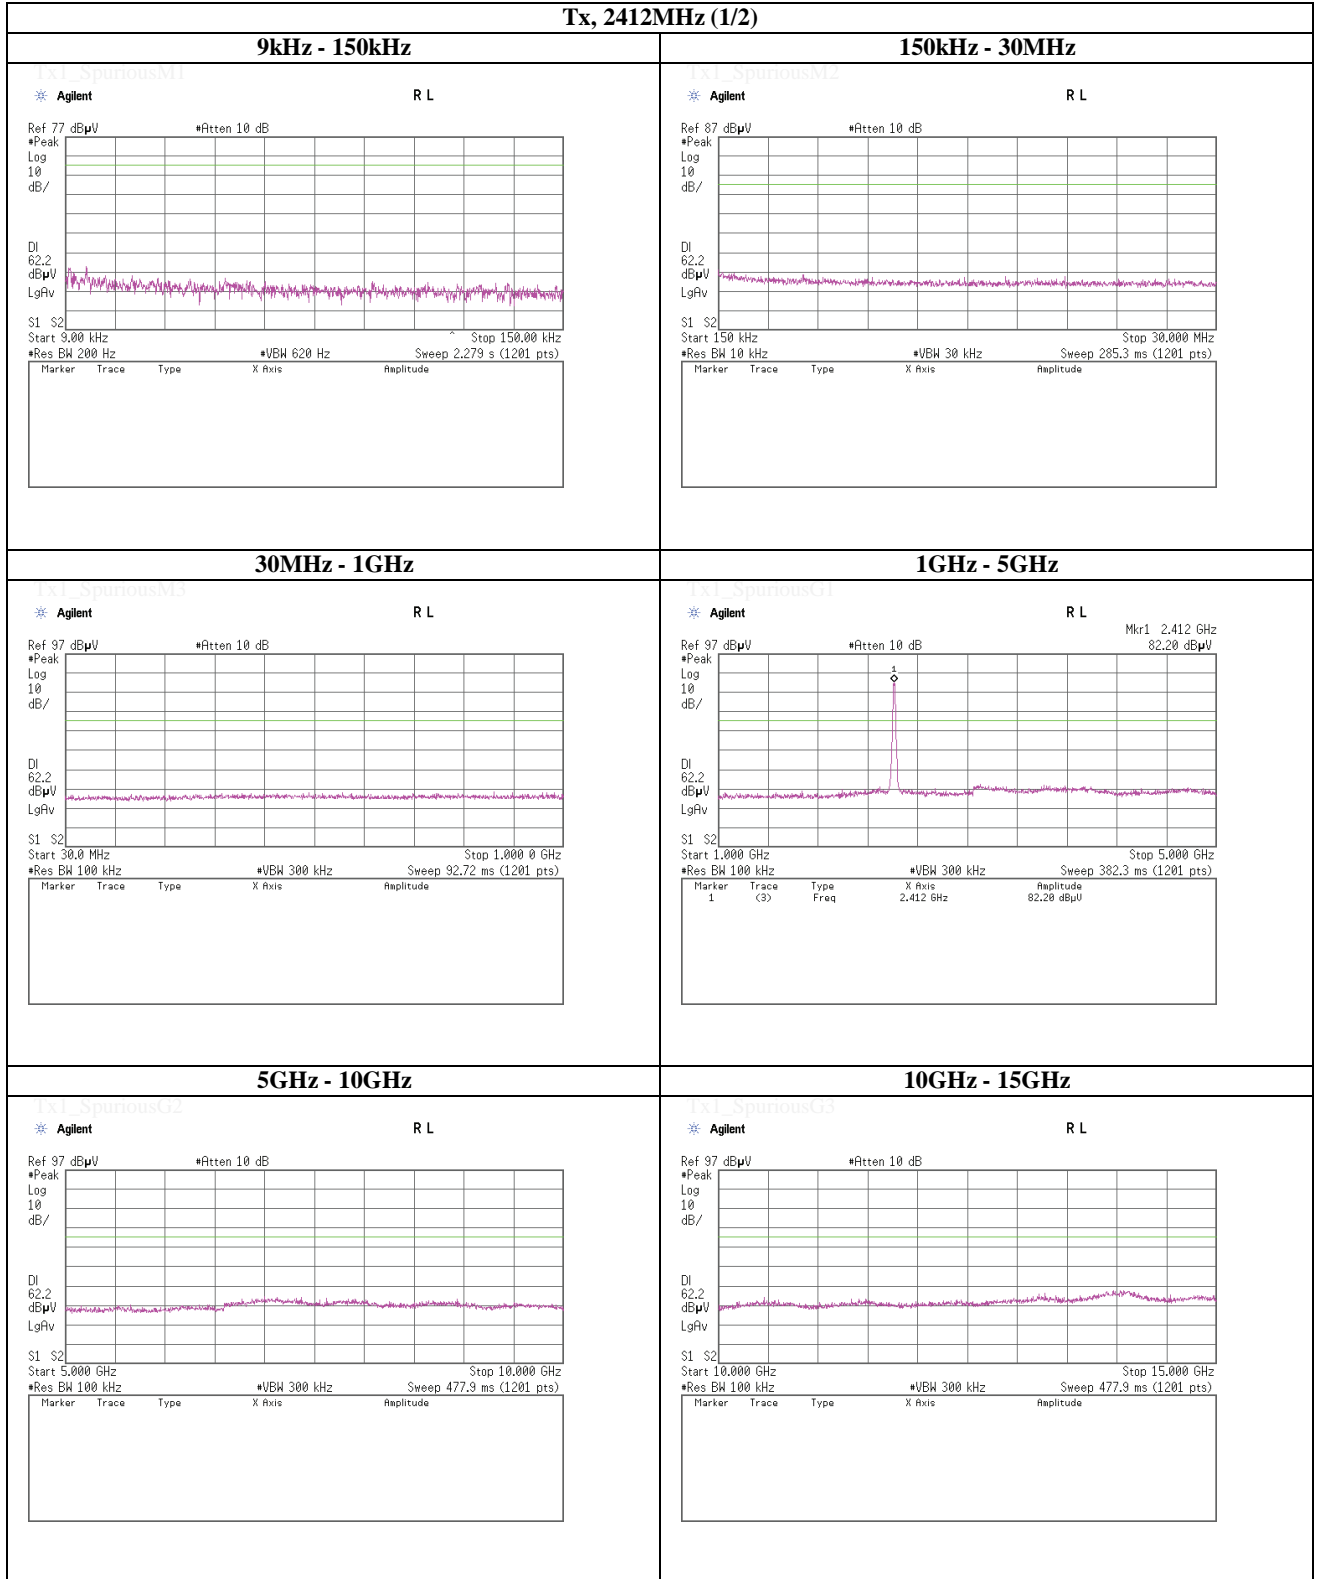 Tx, 2412MHz (1/2)
9kHz - 150kHz
Tx1_SpuriousM1
Agilent
R L
Ref 77 dBµV
#Atten 10 dB
#Peak
Log
10
dB/
DI
62.2
dBµV
LgAv
S1 S2
Start 9.00 kHz
^
Stop 150.00 kHz
#Res BW 200 Hz
#VBW 620 Hz
Sweep 2.279 s (1201 pts)
Marker Trace Type X Axis Amplitude
150kHz - 30MHz
Tx1_SpuriousM2
Agilent
R L
Ref 87 dBµV
#Atten 10 dB
#Peak
Log
10
dB/
DI
62.2
dBµV
LgAv
S1 S2
Start 150 kHz
Stop 30.000 MHz
#Res BW 10 kHz
#VBW 30 kHz
Sweep 285.3 ms (1201 pts)
Marker Trace Type X Axis Amplitude
30MHz - 1GHz
Tx1_SpuriousM3
Agilent
R L
Ref 97 dBµV
#Atten 10 dB
#Peak
Log
10
dB/
DI
62.2
dBµV
LgAv
S1 S2
Start 30.0 MHz
Stop 1.000 0 GHz
#Res BW 100 kHz
#VBW 300 kHz
Sweep 92.72 ms (1201 pts)
Marker Trace Type X Axis Amplitude
1GHz - 5GHz
Tx1_SpuriousG1
Agilent
R L
Mkr1 2.412 GHz
Ref 97 dBµV
#Atten 10 dB
82.20 dBµV
#Peak
Log
10
dB/
1
DI
62.2
dBµV
LgAv
S1 S2
Start 1.000 GHz
Stop 5.000 GHz
#Res BW 100 kHz
#VBW 300 kHz
Sweep 382.3 ms (1201 pts)
Marker Trace Type X Axis Amplitude
1 (3) Freq 2.412 GHz 82.20 dBµV
5GHz - 10GHz
Tx1_SpuriousG2
Agilent
R L
Ref 97 dBµV
#Atten 10 dB
#Peak
Log
10
dB/
DI
62.2
dBµV
LgAv
S1 S2
Start 5.000 GHz
Stop 10.000 GHz
#Res BW 100 kHz
#VBW 300 kHz
Sweep 477.9 ms (1201 pts)
Marker Trace Type X Axis Amplitude
10GHz - 15GHz
Tx1_SpuriousG3
Agilent
R L
Ref 97 dBµV
#Atten 10 dB
#Peak
Log
10
dB/
DI
62.2
dBµV
LgAv
S1 S2
Start 10.000 GHz
Stop 15.000 GHz
#Res BW 100 kHz
#VBW 300 kHz
Sweep 477.9 ms (1201 pts)
Marker Trace Type X Axis Amplitude